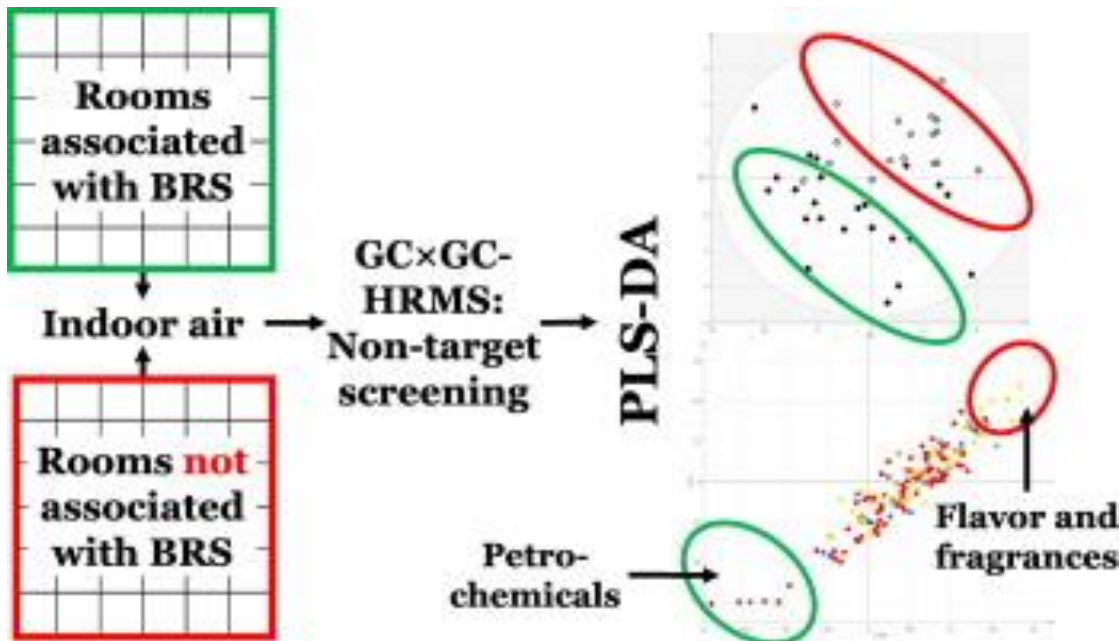 Rooms
associated
with BRS
Indoor air
Rooms not
associated
with BRS
GC×GC-
HRMS:
Non-target
screening
PLS-DA
Flavor and
fragrances
Petro-
chemicals